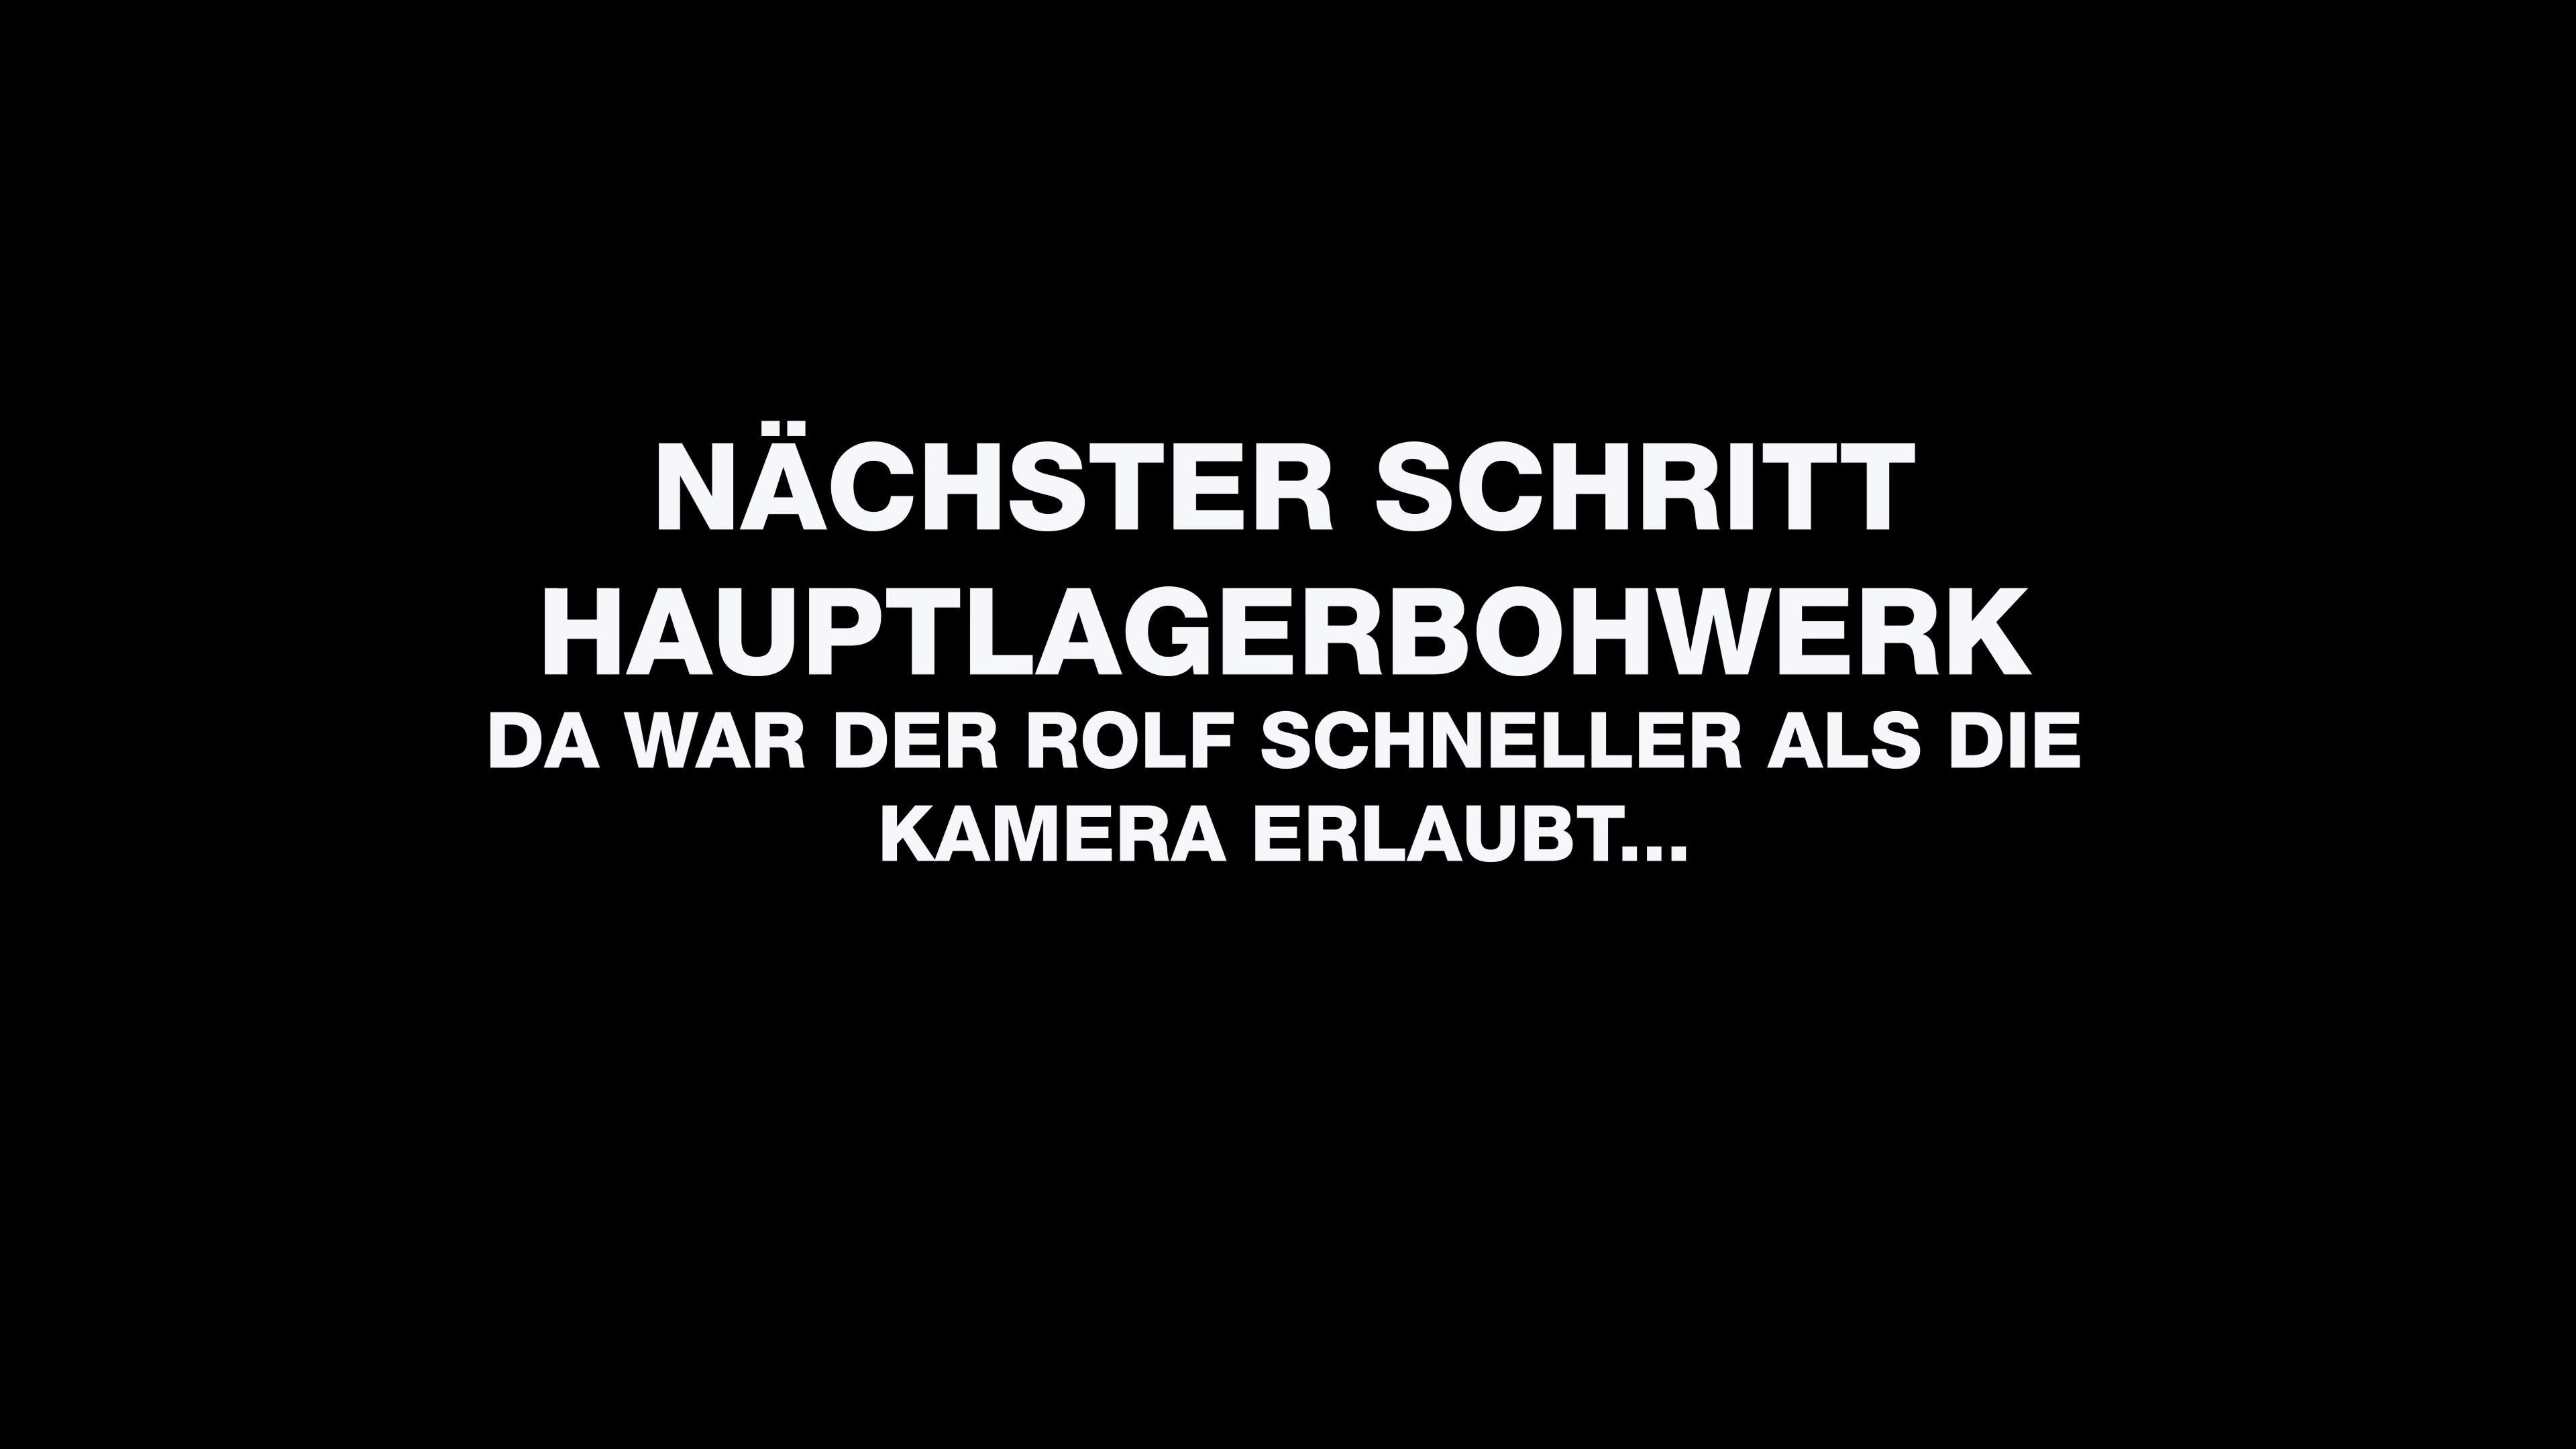 NÄCHSTER SCHRITT
HAUPTLAGERBOHWERK
DA WAR DER ROLF SCHNELLER ALS DIE
KAMERA ERLAUBT...